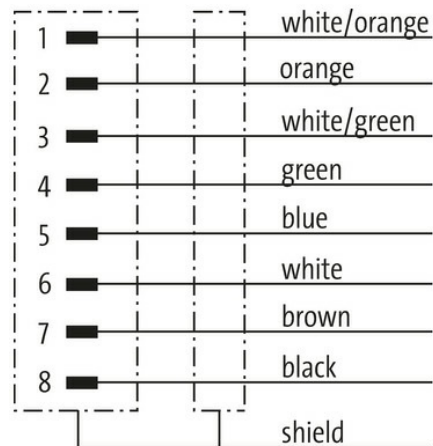 1 white/orange
2 orange
3 white/green
4 green
5 blue
6 white
7 brown
8 black
shield